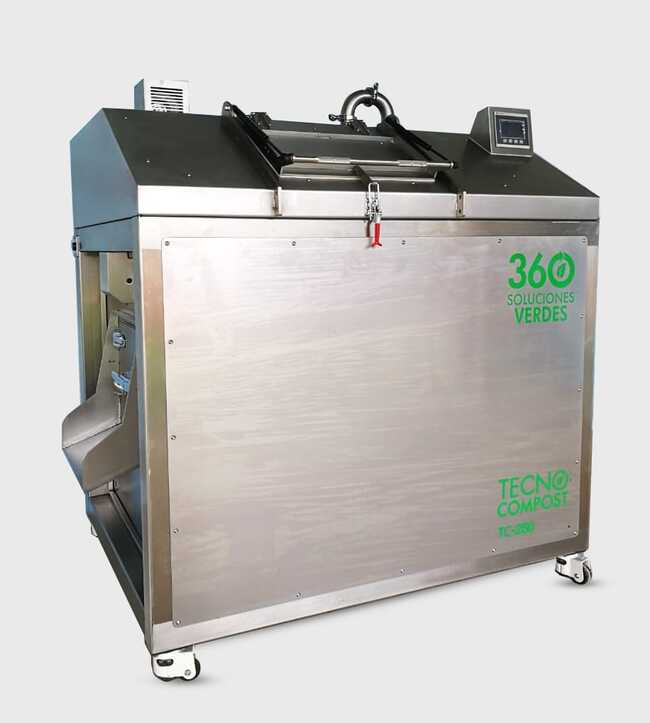 360
SOLUCIONES
VERDES
TECNO
COMPOST
TC-250